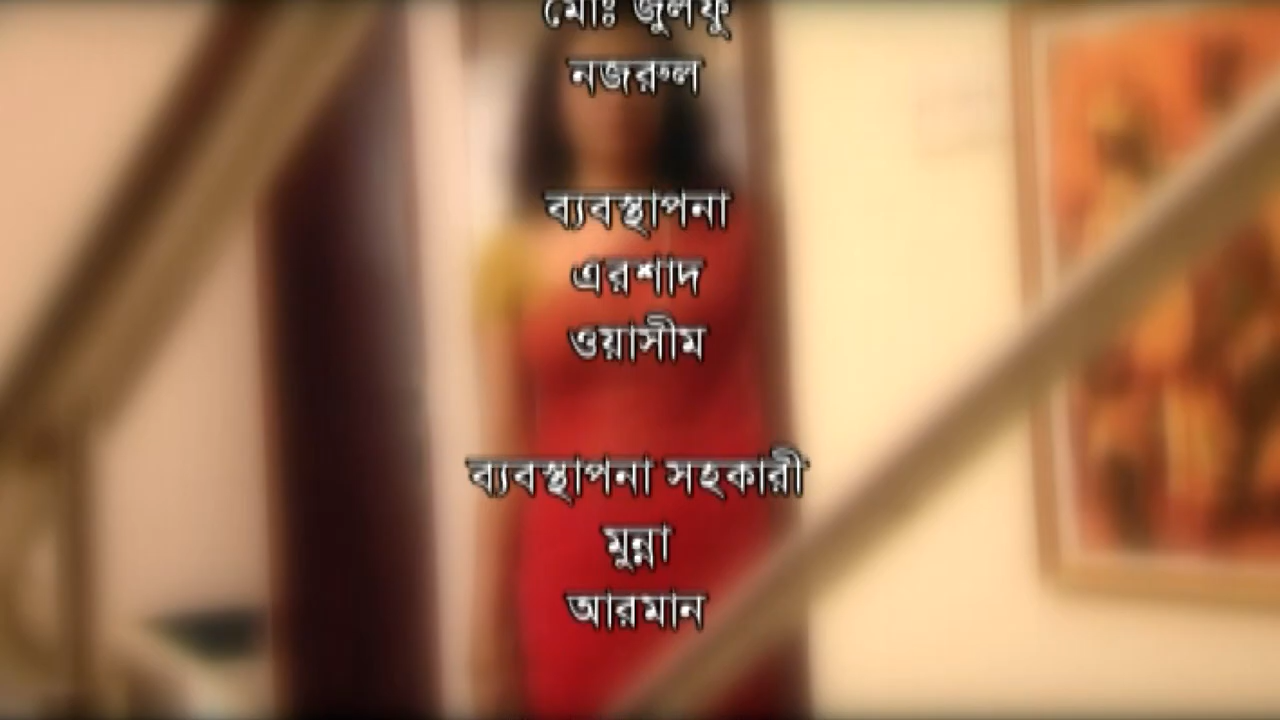 মোঃ জুলফু
নজরুল
ব্যবস্থাপনা
এরশাদ
ওয়াসীম
ব্যবস্থাপনা সহকারী
মুন্না
আরমান